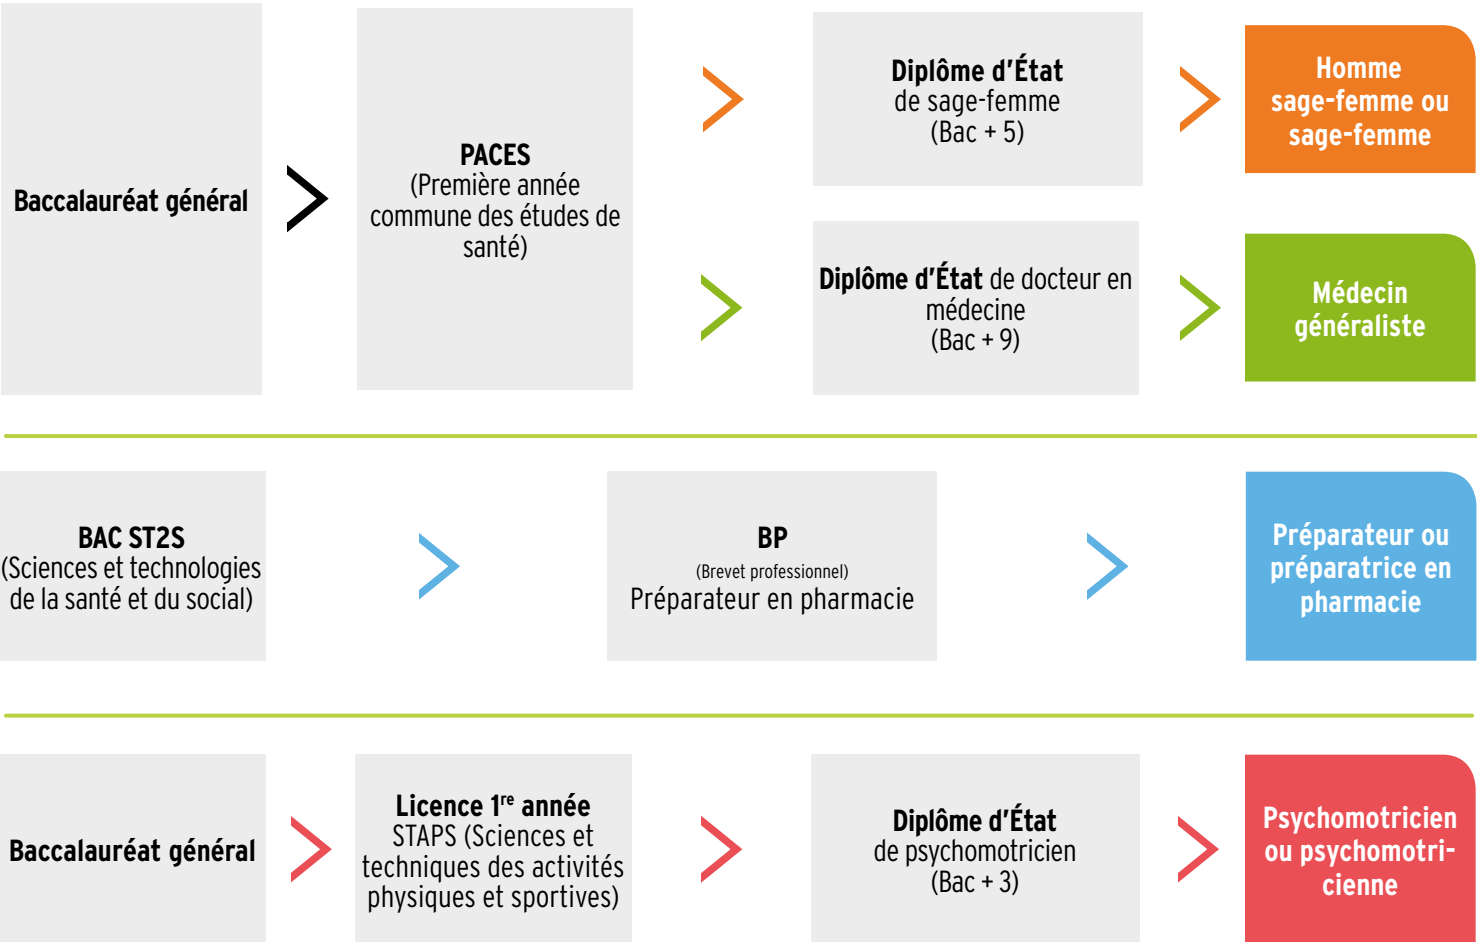 Baccalauréat général
PACES
(Première année
commune des études de
santé)
Diplôme d'État
de sage-femme
(Bac + 5)
Homme
sage-femme ou
sage-femme
Diplôme d'État de docteur en
médecine
(Bac + 9)
Médecin
généraliste
BAC ST2S
(Sciences et technologies
de la santé et du social)
BP
(Brevet professionnel)
Préparateur en pharmacie
Préparateur ou
préparatrice en
pharmacie
Baccalauréat général
Licence 1re année
STAPS (Sciences et
techniques des activités
physiques et sportives)
Diplôme d'État
de psychomotricien
(Bac + 3)
Psychomotricien
ou psychomotri-
cienne